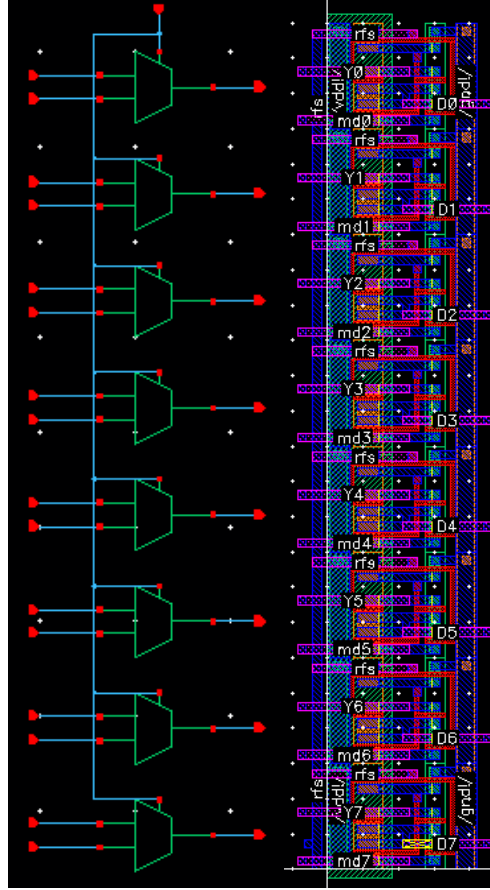 rfs
Y0
rfs
/vdd!
/gnd!
D0
md0
rfs
Y1
D1
md1
rfs
Y2
D2
md2
rfs
Y3
D3
md3
rfs
Y4
D4
md4
rfs
Y5
D5
md5
rfs
Y6
D6
md6
rfs
rfs
/vdd!
/gnd!
Y7
D7
md7